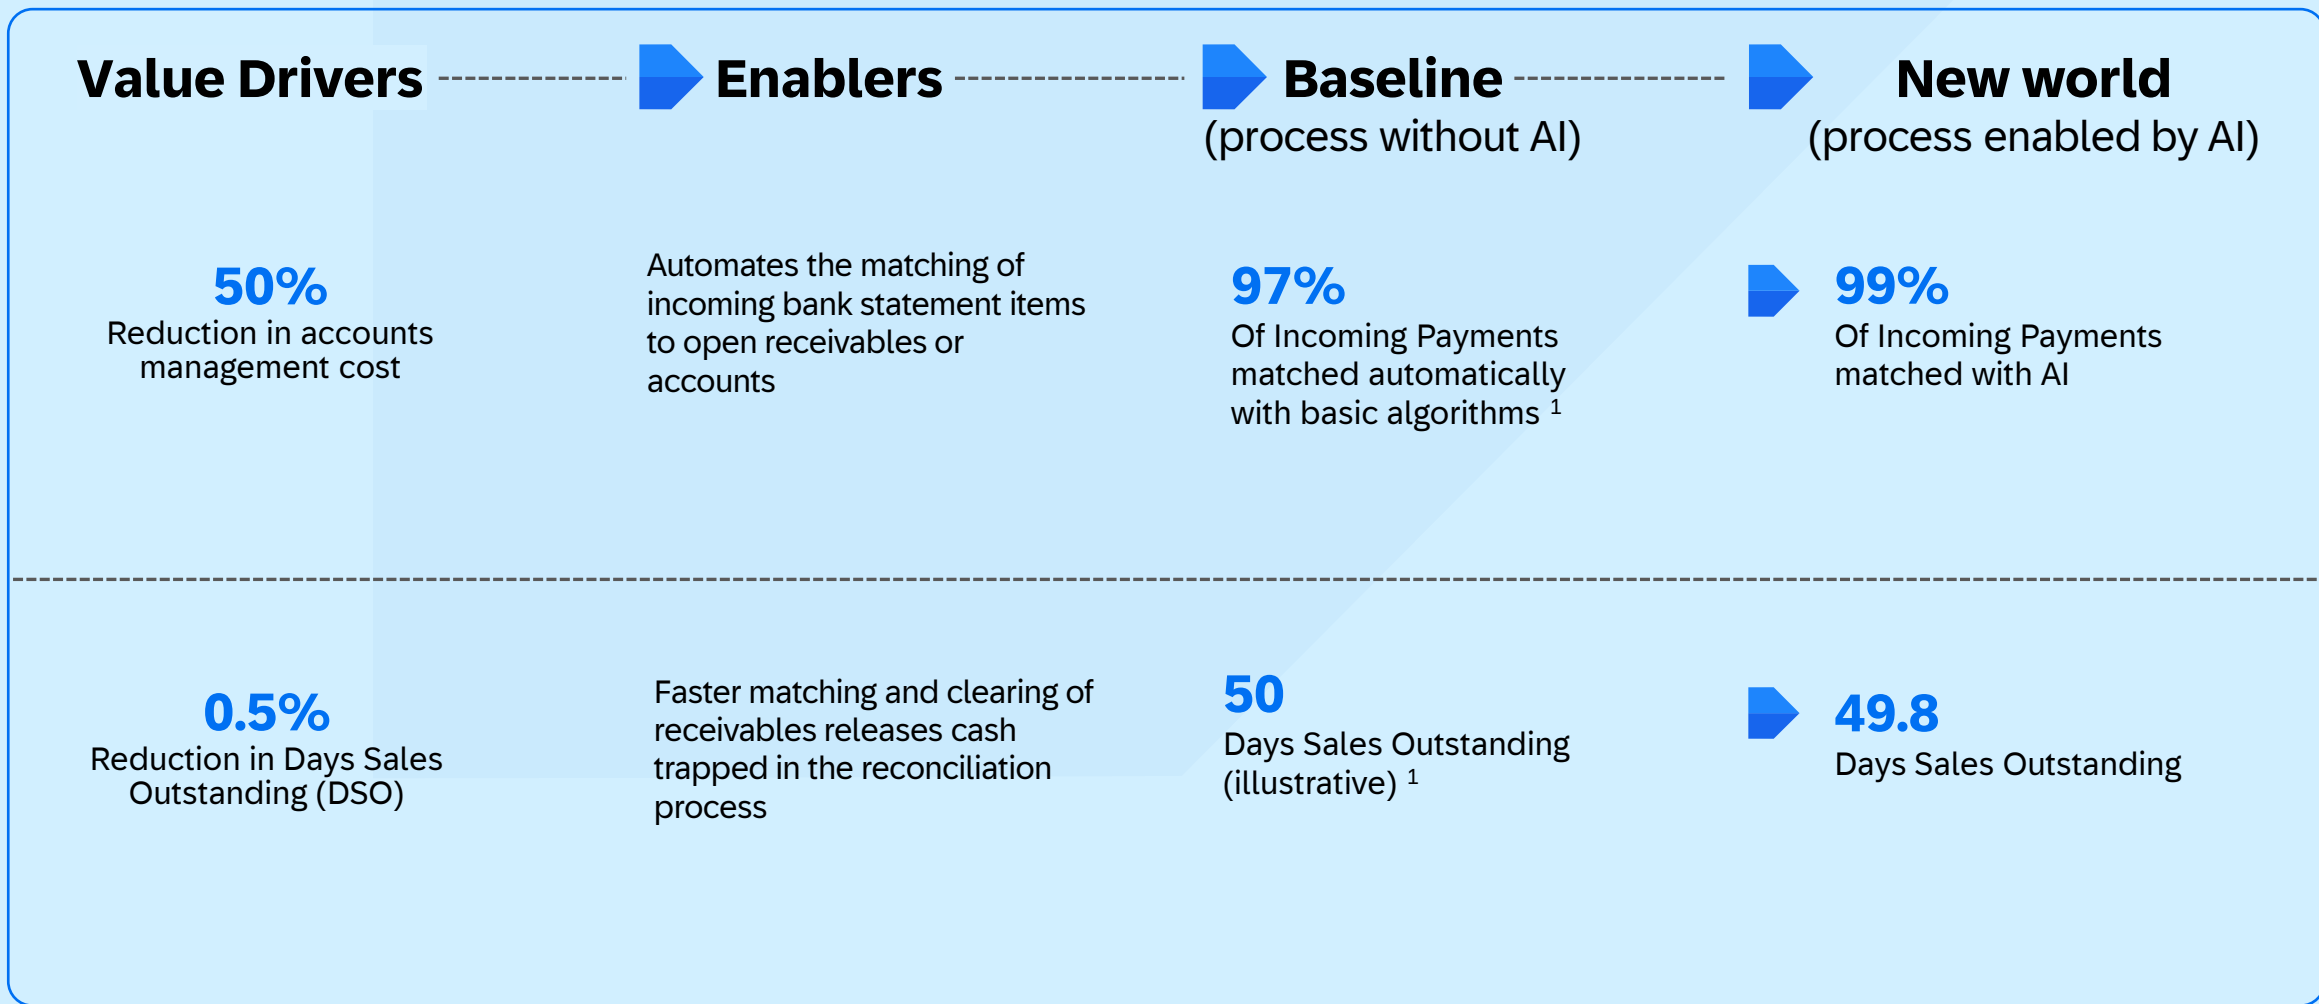 Value Drivers
Enablers
Baseline
(process without AI)
New world
(process enabled by AI)
50%
Reduction in accounts
management cost
Automates the matching of
incoming bank statement items
to open receivables or
accounts
97%
Of Incoming Payments
matched automatically
with basic algorithms ¹
99%
Of Incoming Payments
matched with AI
0.5%
Reduction in Days Sales
Outstanding (DSO)
Faster matching and clearing of
receivables releases cash
trapped in the reconciliation
process
50
Days Sales Outstanding
(illustrative) ¹
49.8
Days Sales Outstanding